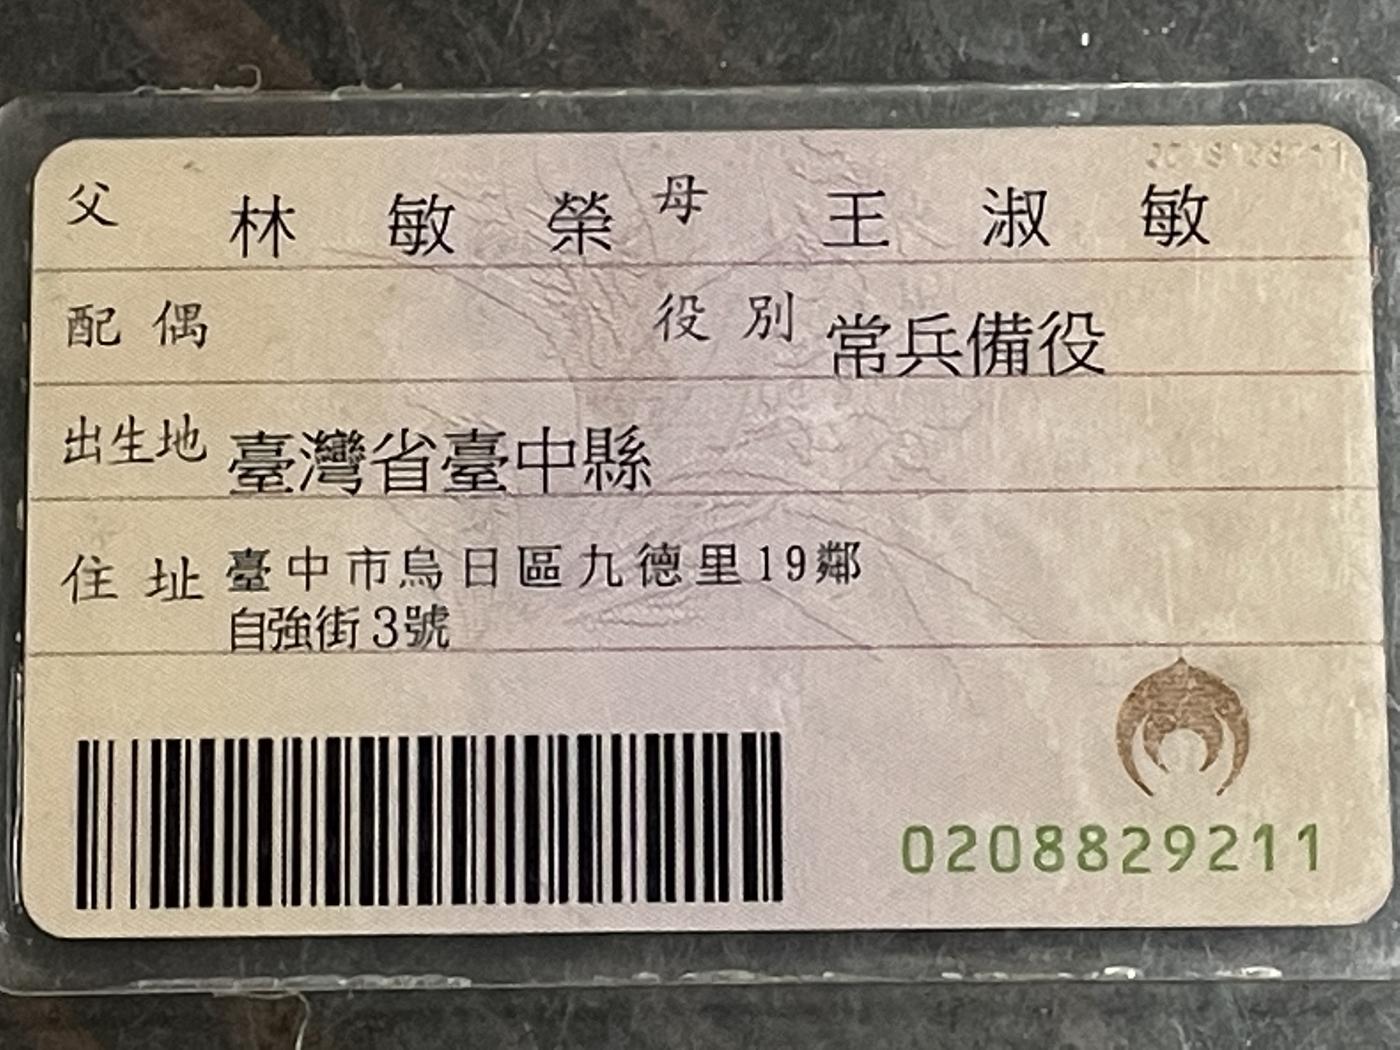 父 林敏榮 母 王淑敏
配偶 役別 常兵備役
出生地 臺灣省臺中縣
住址 臺中市烏日區九德里19鄰
自強街3號
0208829211